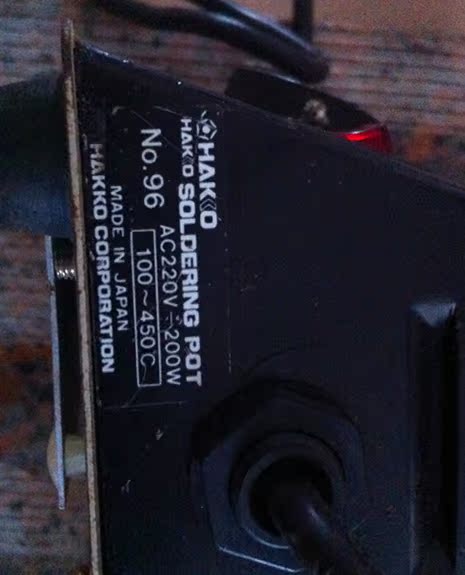 HAKKO
HAKKO SOLDERING POT
No.96 AC220V-200W
100~450C
MADE IN JAPAN
HAKKO CORPORATION